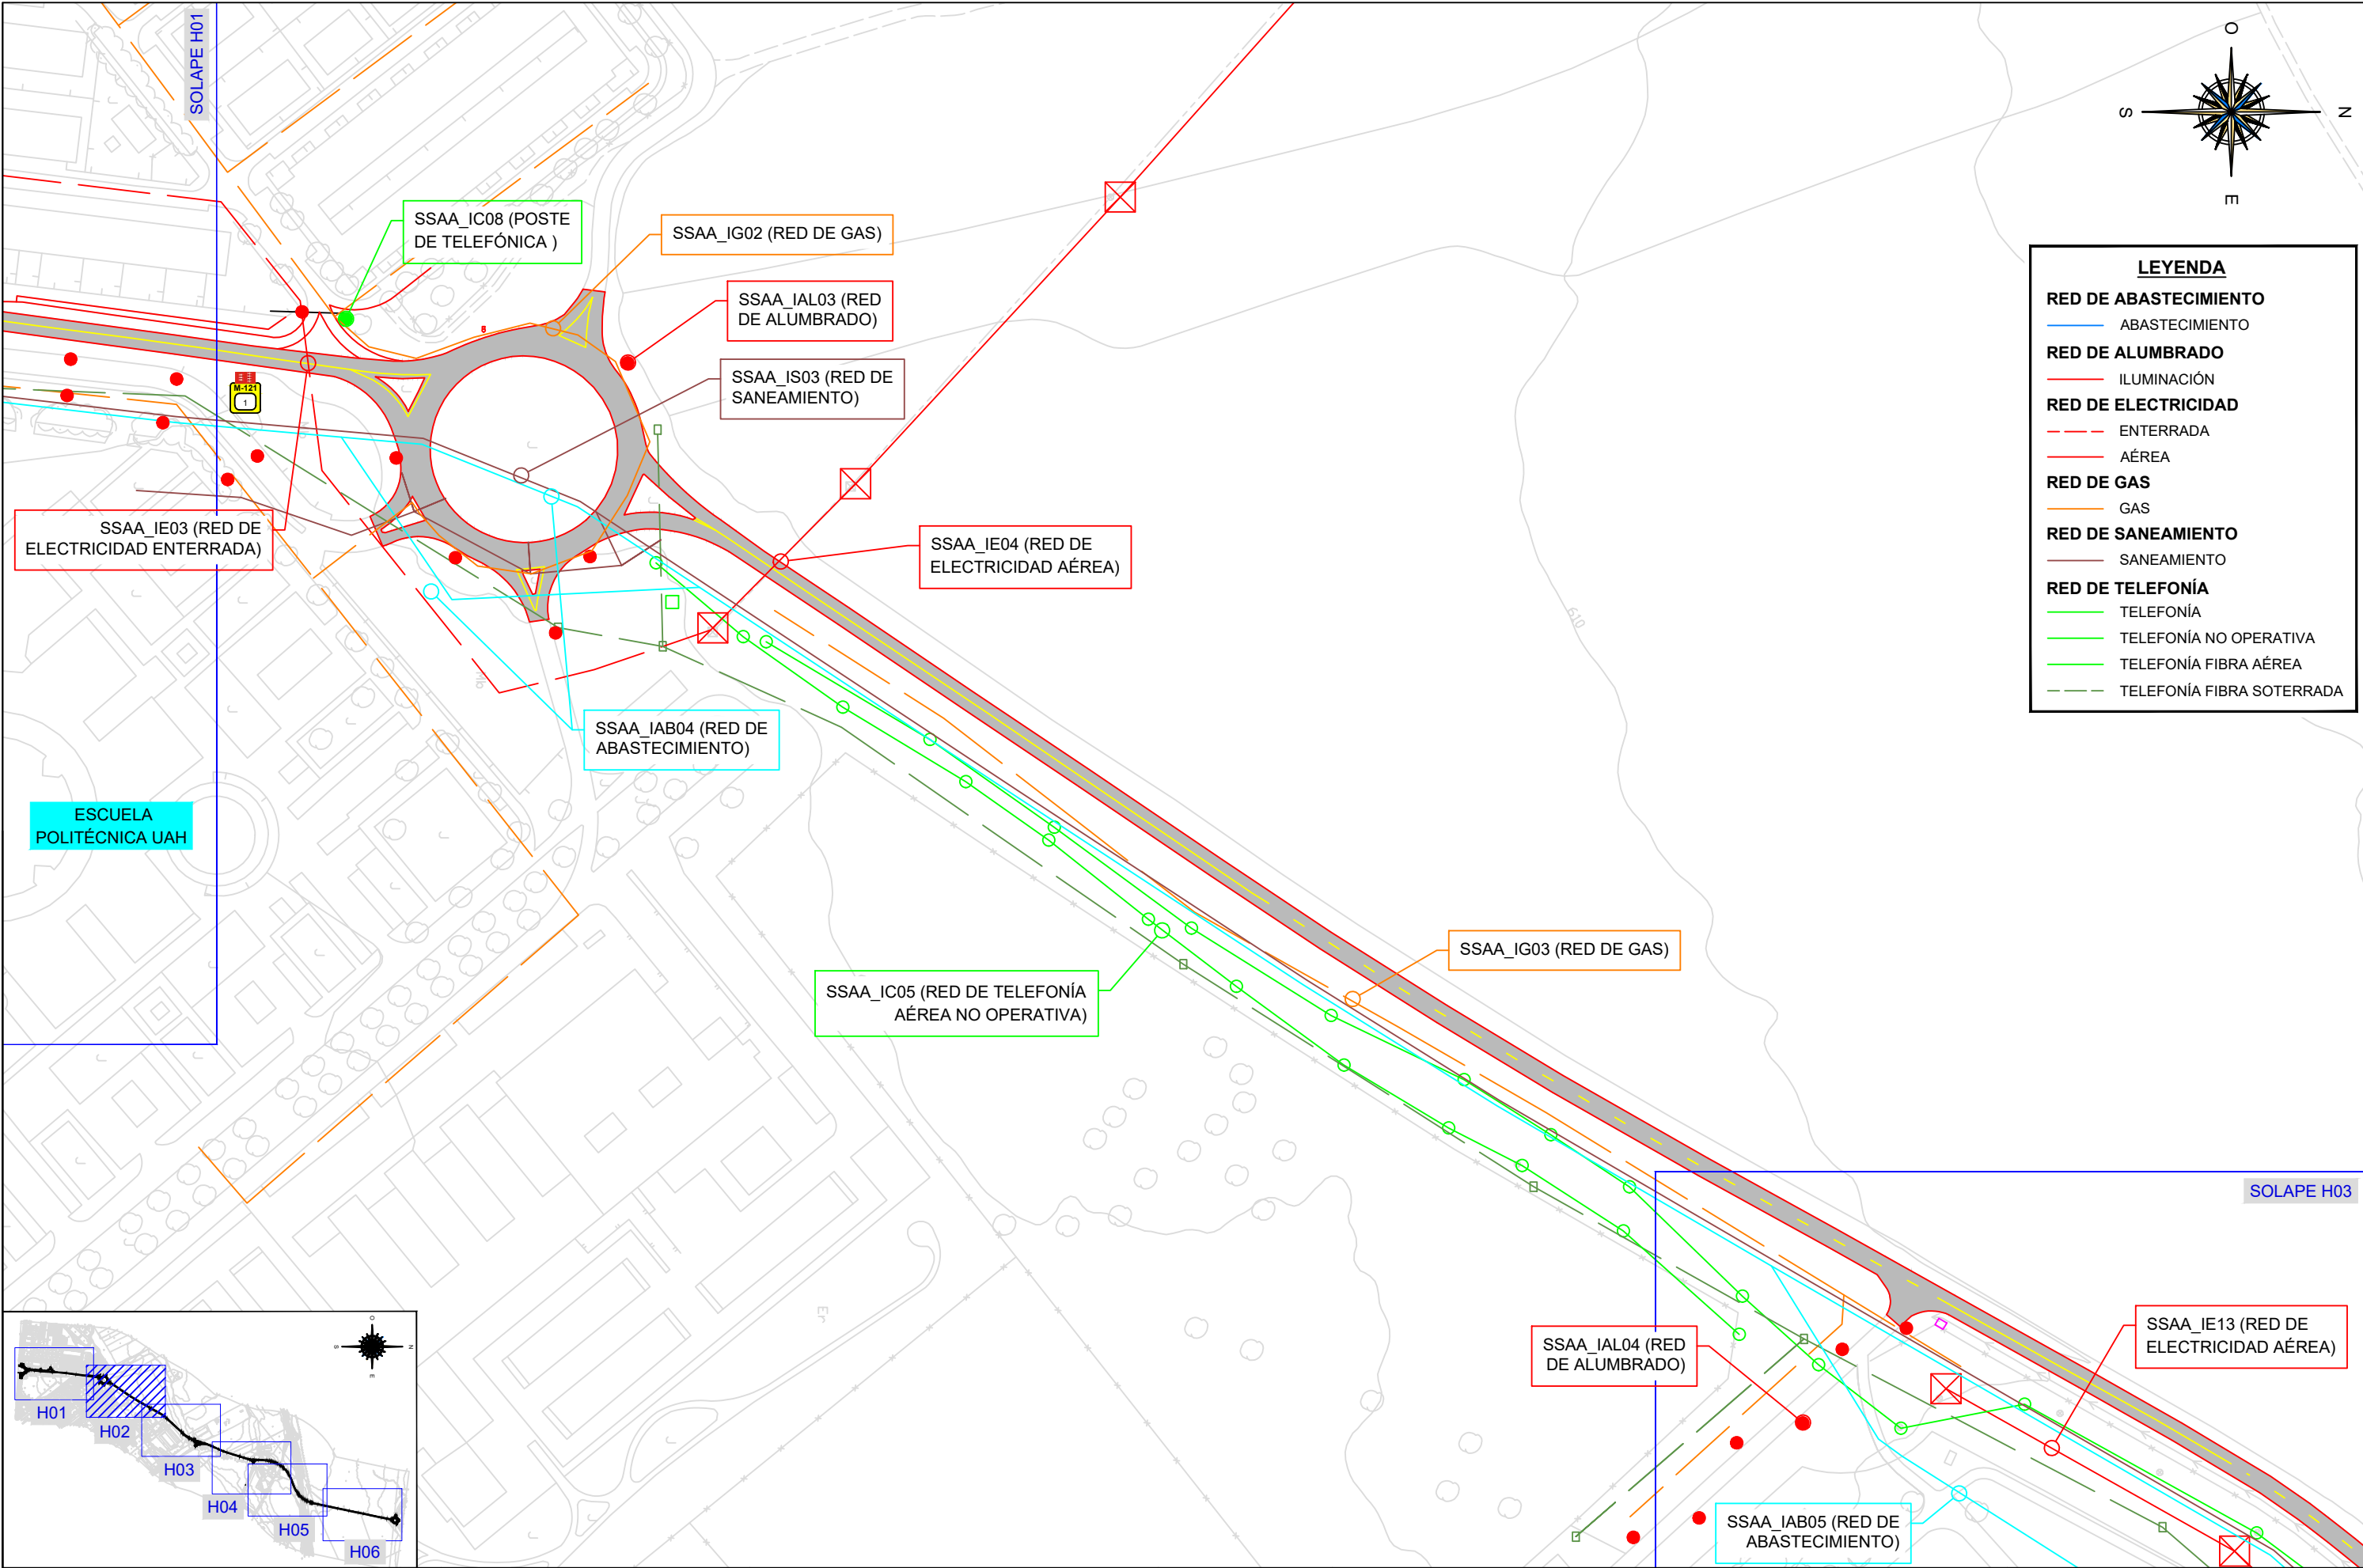 SOLAPE H01
O
S
N
E
SSAA_IC08 (POSTE
DE TELEFÓNICA )
SSAA_IG02 (RED DE GAS)
SSAA_IAL03 (RED
DE ALUMBRADO)
SSAA_IS03 (RED DE
SANEAMIENTO)
M-121
1
SSAA_IE03 (RED DE
ELECTRICIDAD ENTERRADA)
SSAA_IE04 (RED DE
ELECTRICIDAD AÉREA)
LEYENDA
RED DE ABASTECIMIENTO
ABASTECIMIENTO
RED DE ALUMBRADO
ILUMINACIÓN
RED DE ELECTRICIDAD
ENTERRADA
AÉREA
RED DE GAS
GAS
RED DE SANEAMIENTO
SANEAMIENTO
RED DE TELEFONÍA
TELEFONÍA
TELEFONÍA NO OPERATIVA
TELEFONÍA FIBRA AÉREA
TELEFONÍA FIBRA SOTERRADA
610
SSAA_IAB04 (RED DE
ABASTECIMIENTO)
ESCUELA
POLITÉCNICA UAH
SSAA_IG03 (RED DE GAS)
SSAA_IC05 (RED DE TELEFONÍA
AÉREA NO OPERATIVA)
SOLAPE H03
SSAA_IAL04 (RED
DE ALUMBRADO)
SSAA_IE13 (RED DE
ELECTRICIDAD AÉREA)
SSAA_IAB05 (RED DE
ABASTECIMIENTO)
Er
O
S
N
E
H01
H02
H03
H04
H05
H06